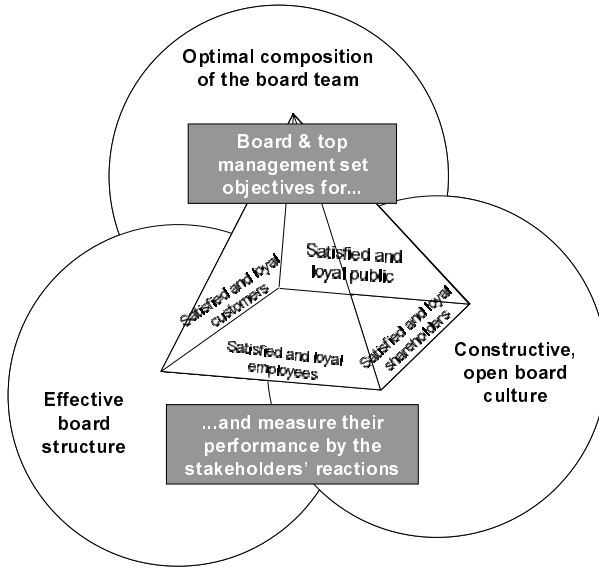 Optimal composition
of the board team
Board & top
management set
objectives for...
Satisfied and
loyal public
Satisfied and loyal
customers
Satisfied and loyal
shareholders
Satisfied and loyal
employees
Constructive,
open board
culture
Effective
board
structure
...and measure their
performance by the
stakeholders’ reactions